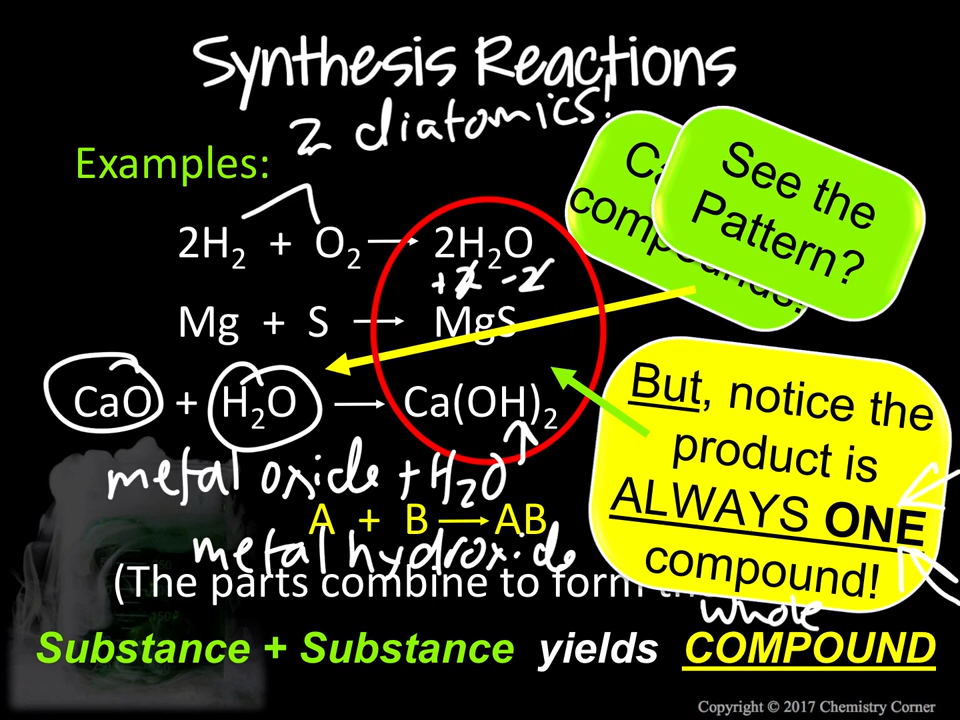 Synthesis Reactions
2 diatomics!
Examples:
See the
Pattern?
2H₂ + O₂ → 2H₂O
+2 -2
Mg + S → MgS
CaO + H₂O → Ca(OH)₂
But, notice the
product is
ALWAYS ONE
compound!
metal oxide + H₂O
A + B → AB
metal hydroxide
(The parts combine to form
whole
Substance + Substance yields COMPOUND
Copyright © 2017 Chemistry Corner